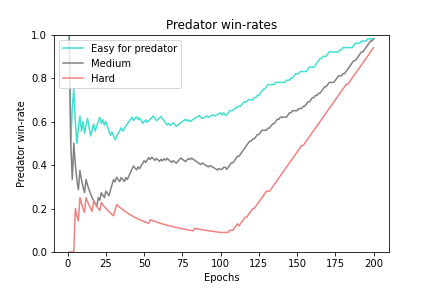 Predator win-rates
Easy for predator
Medium
Hard
Predator win-rate
1.0
0.8
0.6
0.4
0.2
0.0
0 25 50 75 100 125 150 175 200
Epochs